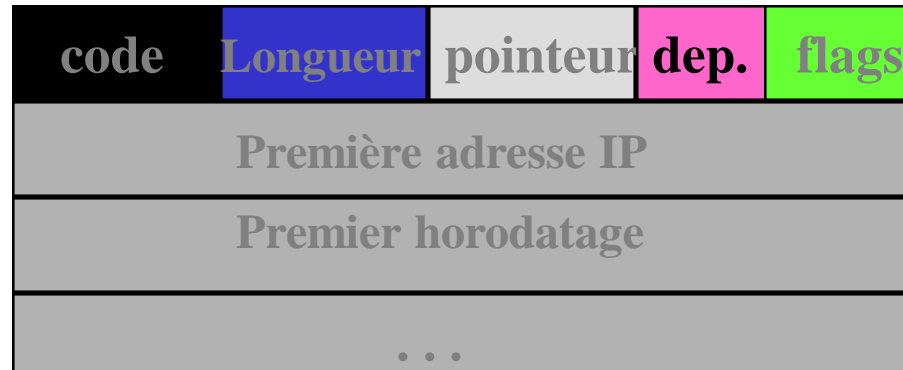 code Longueur pointeur dep. flags
Première adresse IP
Premier horodatage
. . .